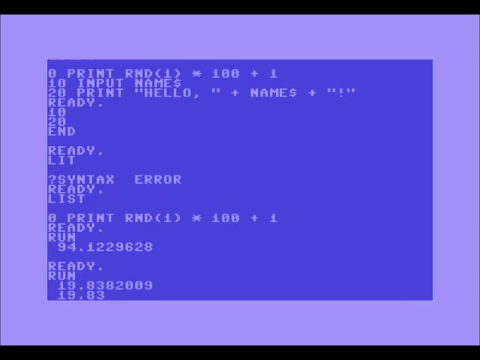 0 PRINT RND(1) * 100 + 1
10 INPUT NAME$
20 PRINT "HELLO, " + NAME$ + "!"
READY.
10
20
END
READY.
LIT
?SYNTAX  ERROR
READY.
LIST
0 PRINT RND(1) * 100 + 1
READY.
RUN
94.1229628
READY.
RUN
19.8382009
19.83